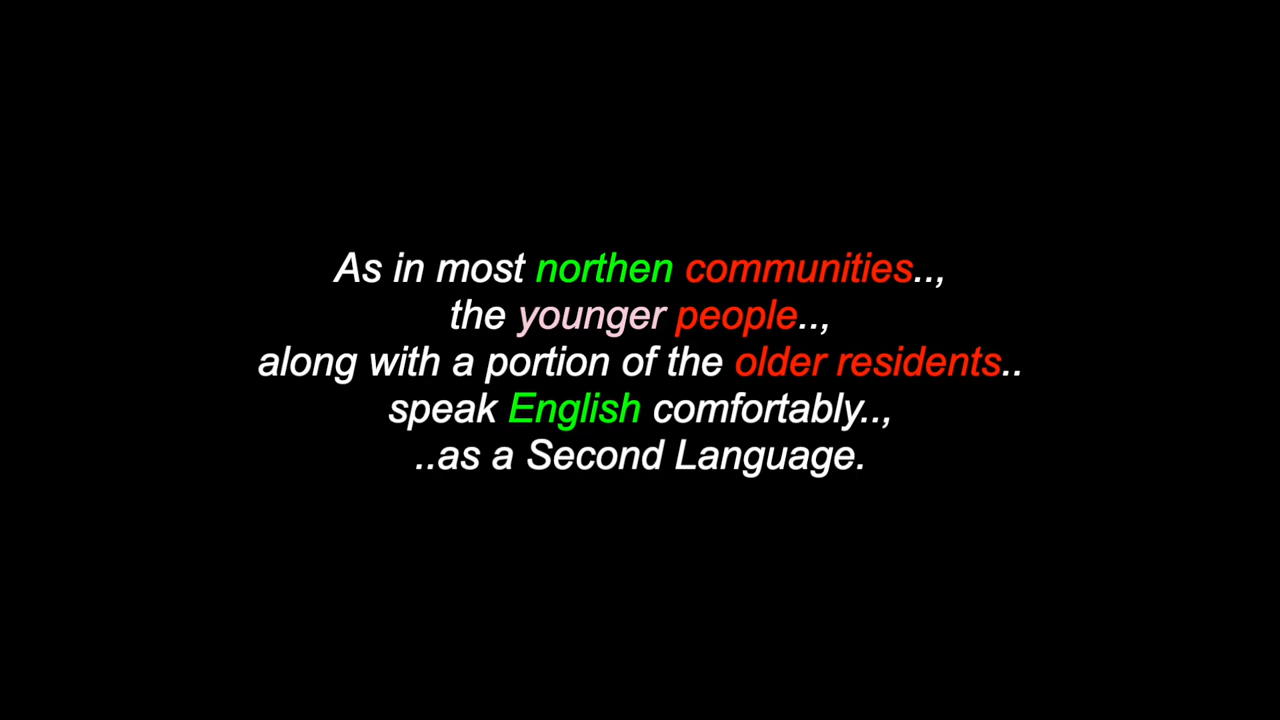 As in most northen communities..,
the younger people..,
along with a portion of the older residents..
speak English comfortably..,
..as a Second Language.